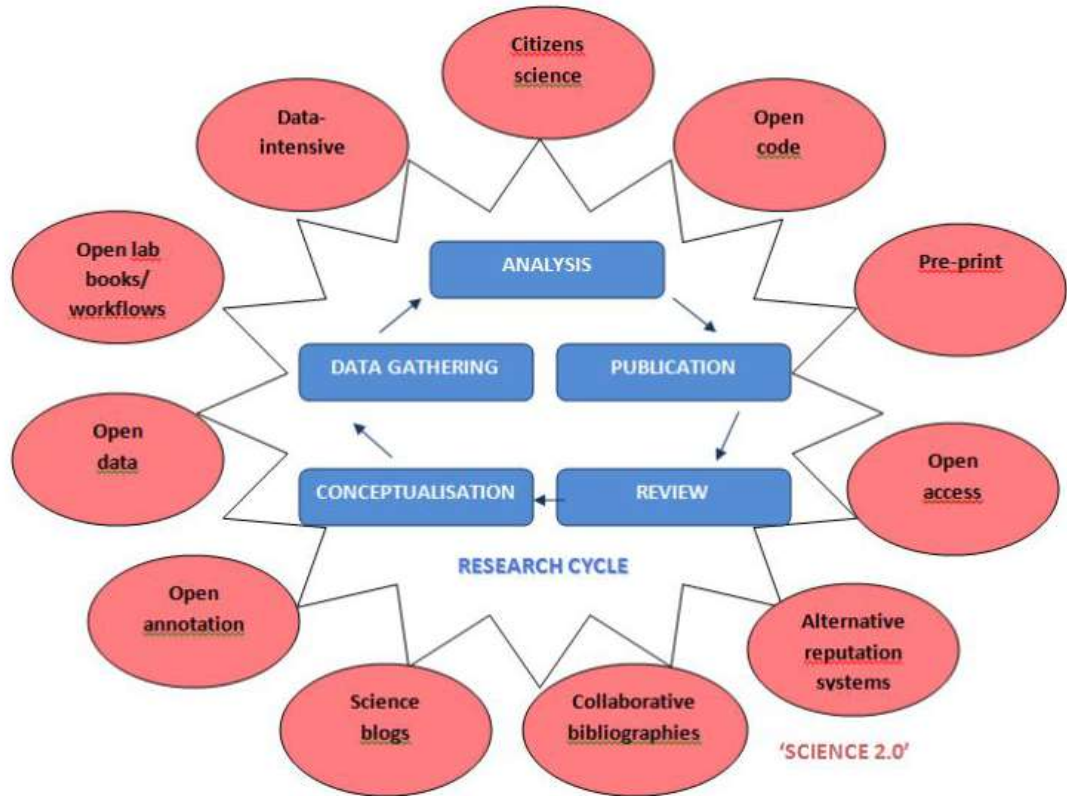 Citizens
science
Data-
intensive
Open
code
Open lab
books/
workflows
Pre-print
ANALYSIS
DATA GATHERING
PUBLICATION
Open
data
Open
access
CONCEPTUALISATION
REVIEW
RESEARCH CYCLE
Open
annotation
Alternative
reputation
systems
Science
blogs
Collaborative
bibliographies
'SCIENCE 2.0'